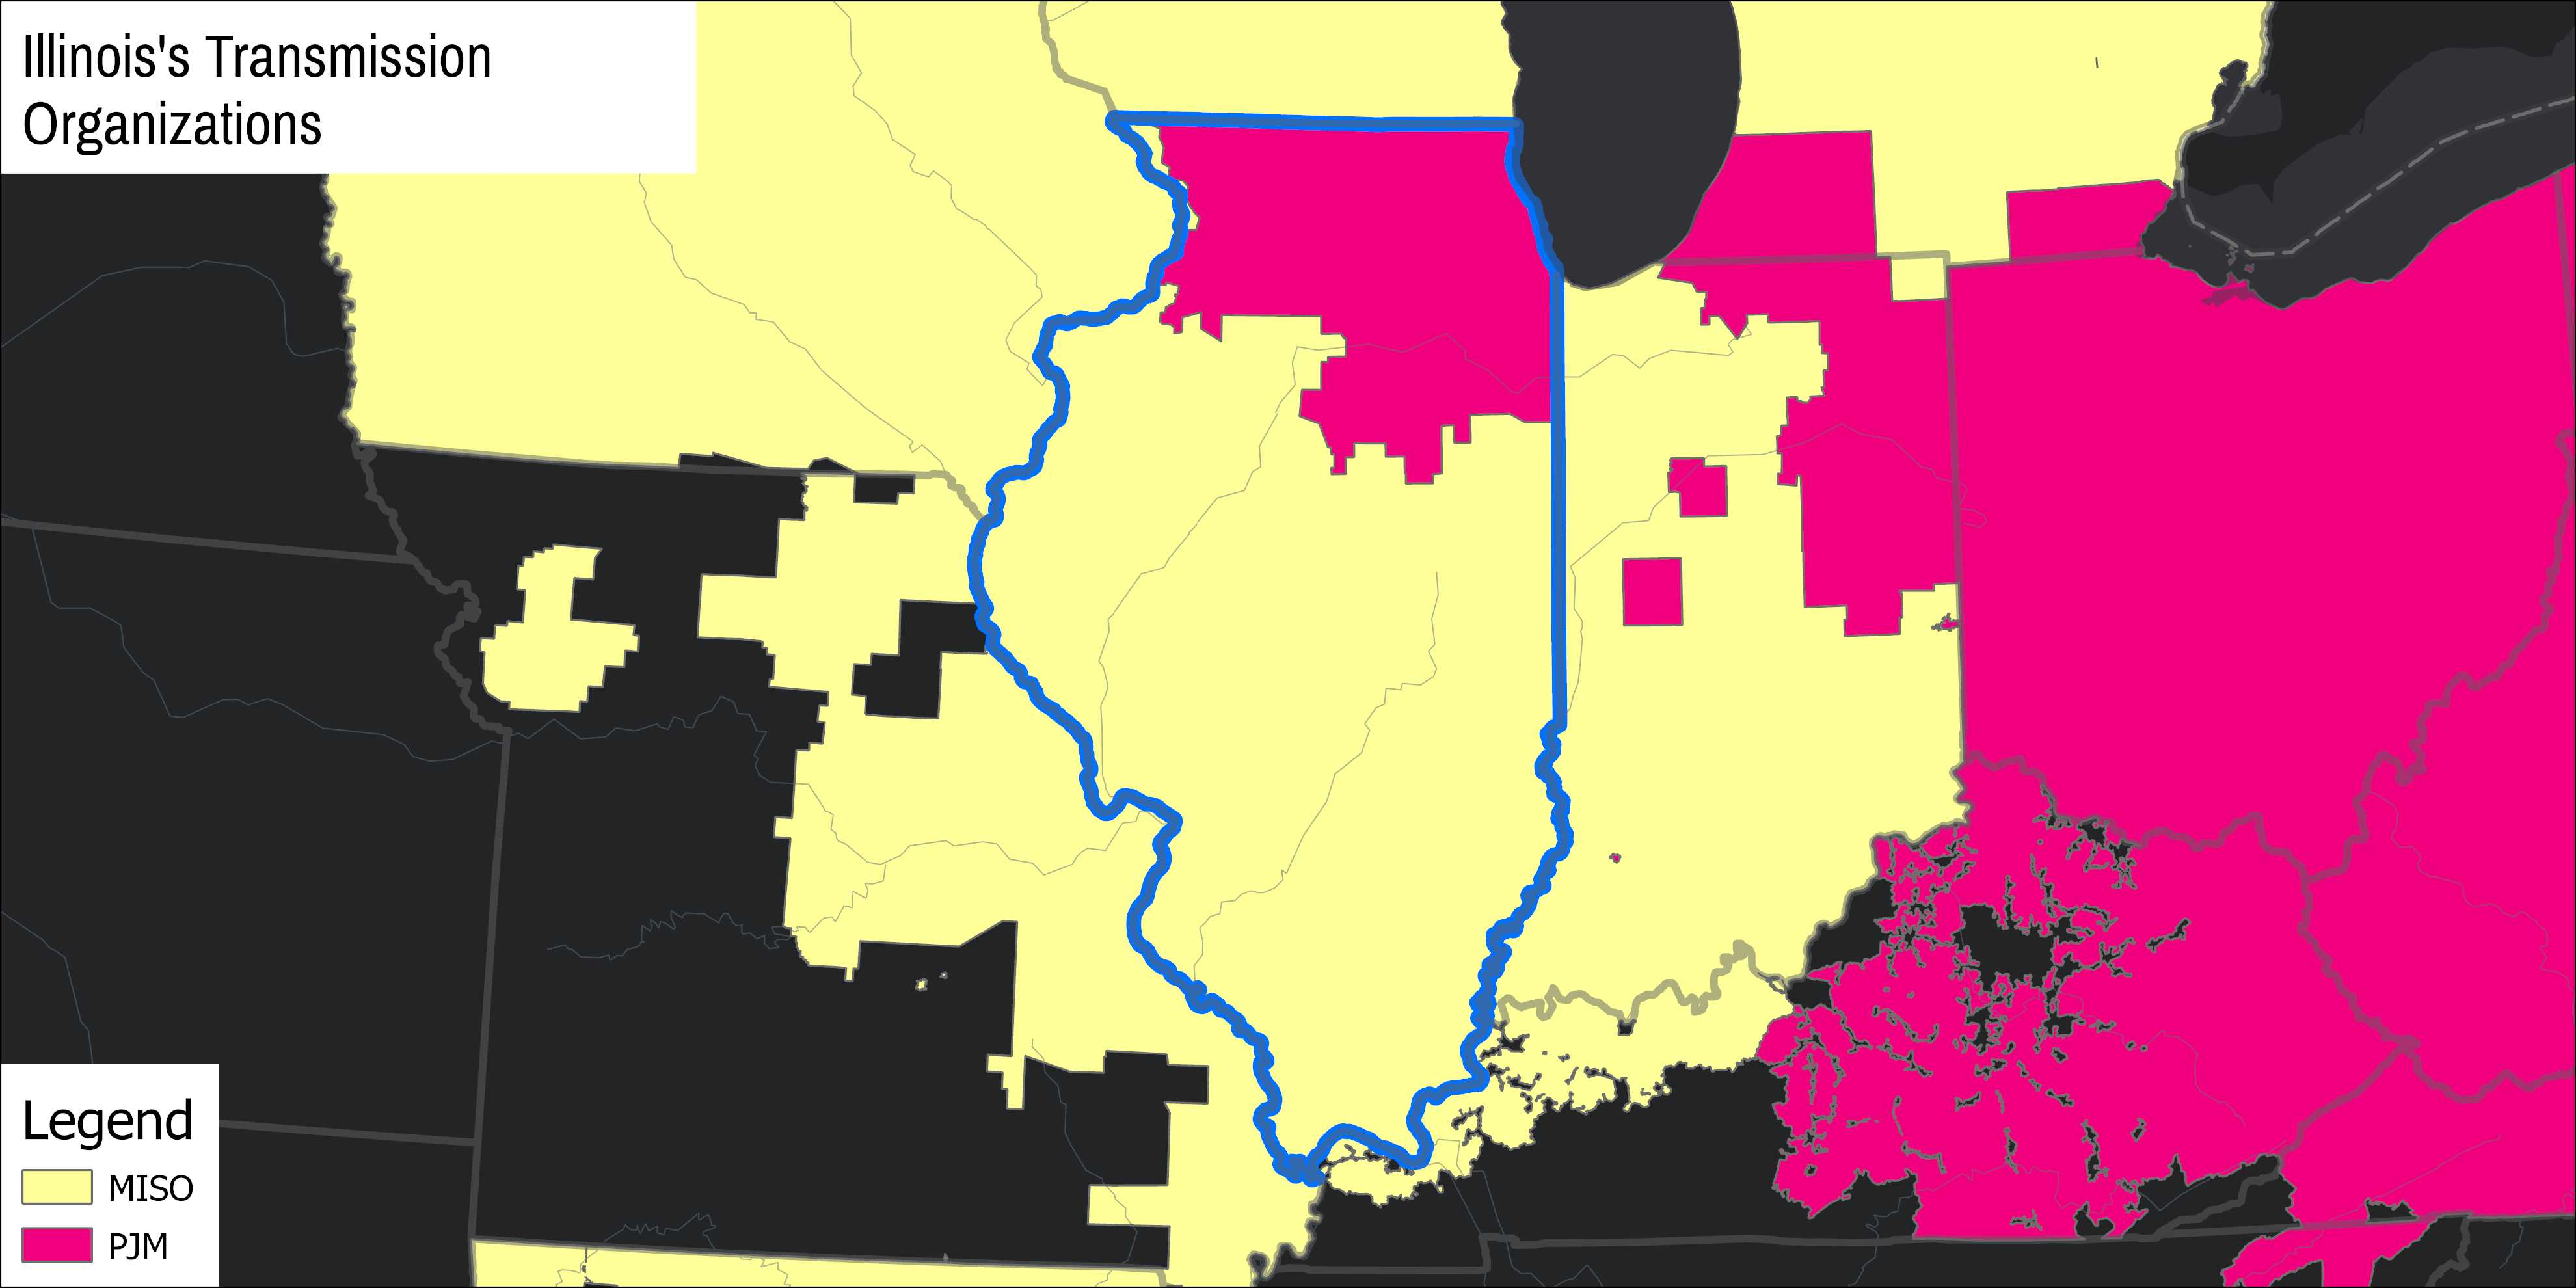 Illinois's Transmission
Organizations
Legend
MISO
PJM